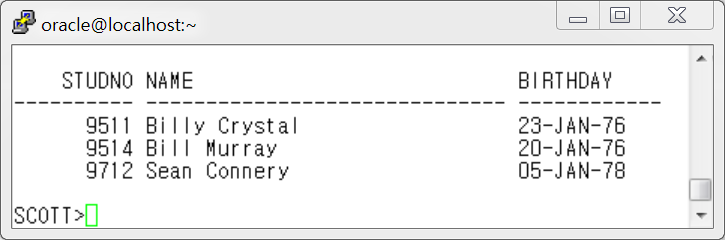 oracle@localhost:~
STUDNO NAME BIRTHDAY
---------- ------------------------------ ------------
9511 Billy Crystal 23-JAN-76
9514 Bill Murray 20-JAN-76
9712 Sean Connery 05-JAN-78
SCOTT>